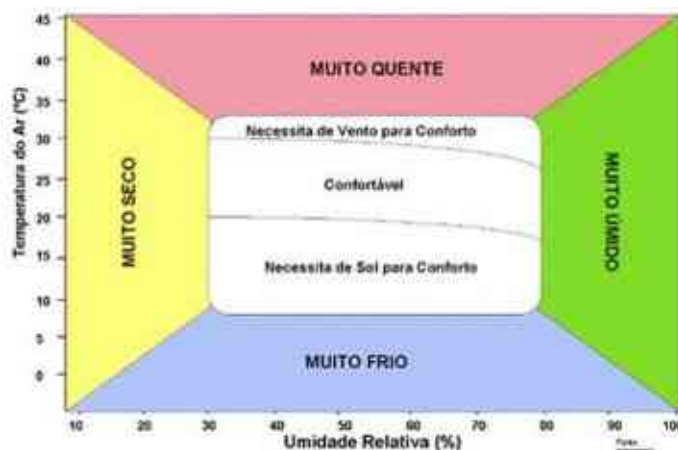 45
MUITO QUENTE
40
35
Necessita de Vento para Conforto
30
Temperatura do Ar (ºC)
MUITO SECO
25
Confortável
MUITO ÚMIDO
20
15
Necessita de Sol para Conforto
10
5
MUITO FRIO
0
10 20 30 40 50 60 70 80 90 100
Umidade Relativa (%)